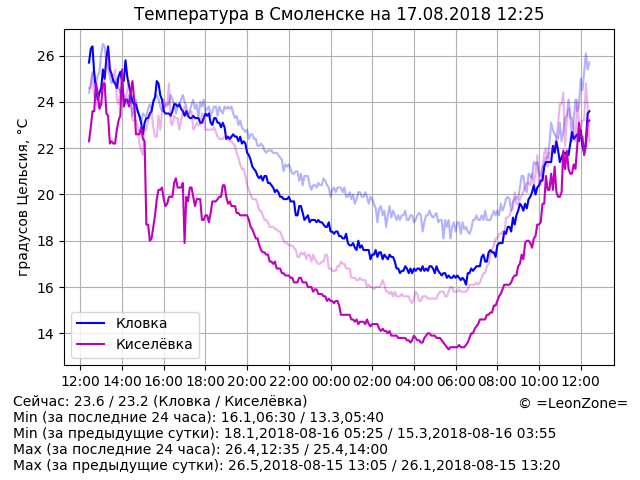 Температура в Смоленске на 17.08.2018 12:25
градусов Цельсия, °C
26
24
22
20
18
16
14
Кловка
Киселёвка
12:00 14:00 16:00 18:00 20:00 22:00 00:00 02:00 04:00 06:00 08:00 10:00 12:00
Сейчас: 23.6 / 23.2 (Кловка / Киселёвка)
© =LeonZone=
Min (за последние 24 часа): 16.1,06:30 / 13.3,05:40
Min (за предыдущие сутки): 18.1,2018-08-16 05:25 / 15.3,2018-08-16 03:55
Max (за последние 24 часа): 26.4,12:35 / 25.4,14:00
Max (за предыдущие сутки): 26.5,2018-08-15 13:05 / 26.1,2018-08-15 13:20